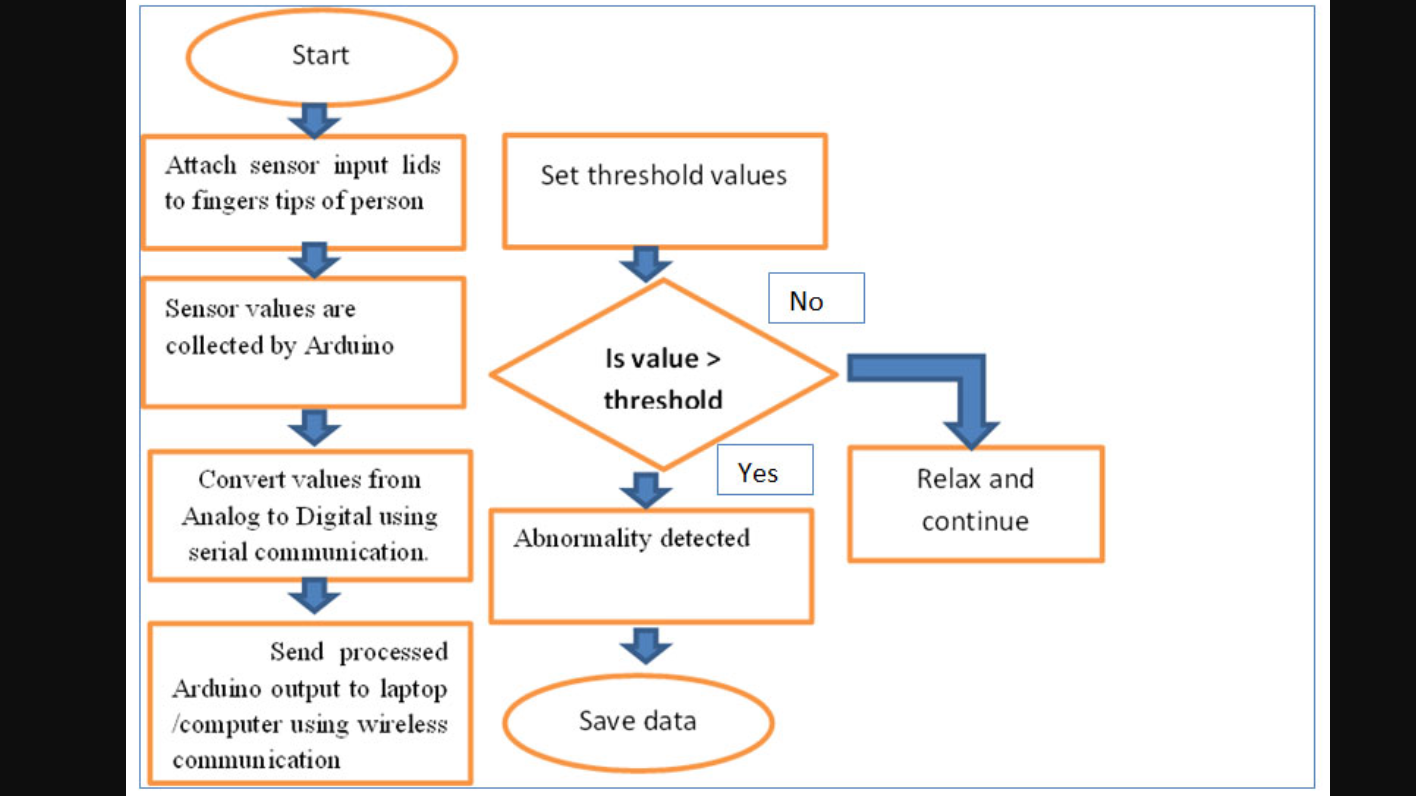 Start
Attach sensor input lids
to fingers tips of person
Sensor values are
collected by Arduino
Convert values from
Analog to Digital using
serial communication.
Send processed
Arduino output to laptop
/computer using wireless
communication
Set threshold values
Is value >
threshold
No
Yes
Relax and
continue
Abnormality detected
Save data